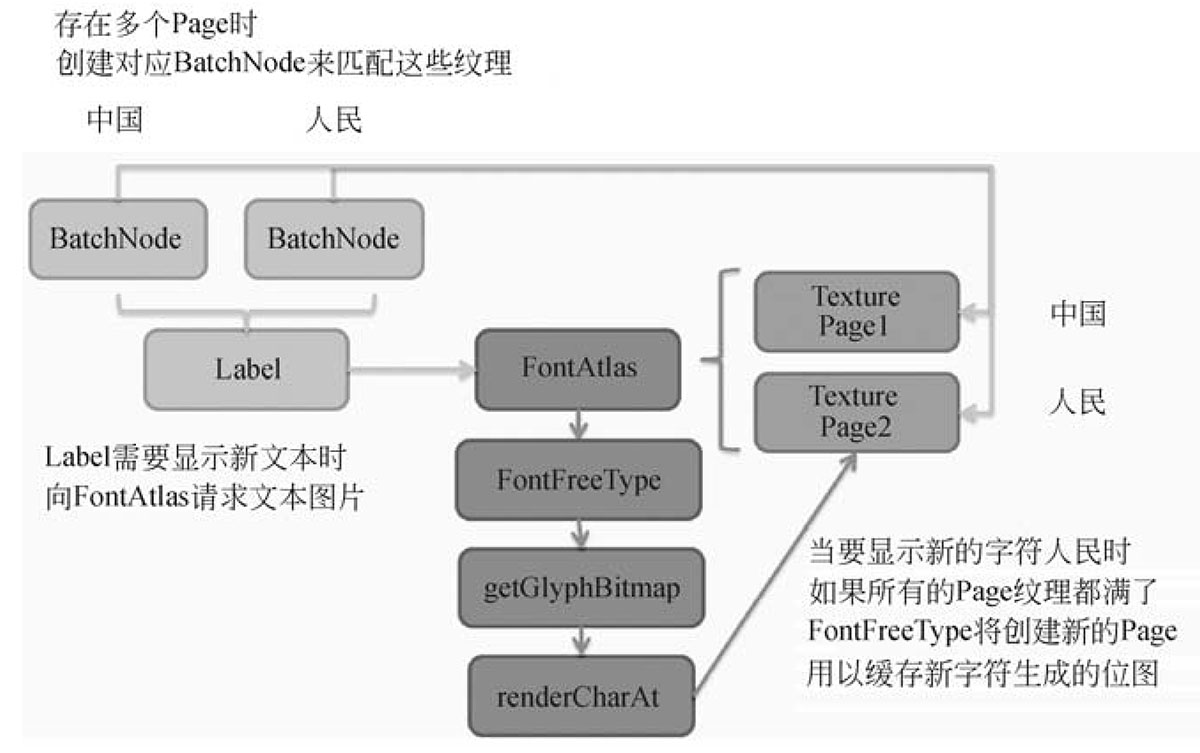 存在多个Page时
创建对应BatchNode来匹配这些纹理
中国
人民
BatchNode
BatchNode
Label
FontAtlas
Texture
Page1
中国
Texture
Page2
人民
Label需要显示新文本时
向FontAtlas请求文本图片
FontFreeType
getGlyphBitmap
renderCharAt
当要显示新的字符人民时
如果所有的Page纹理都满了
FontFreeType将创建新的Page
用以缓存新字符生成的位图